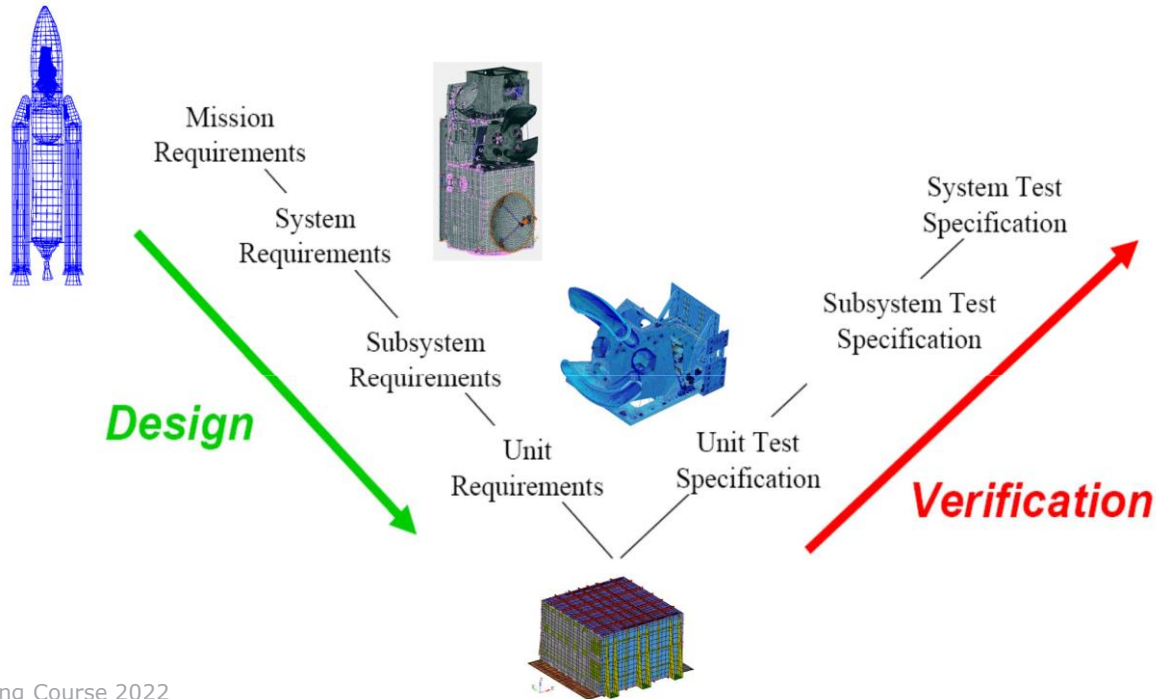 Mission
Requirements
System
Requirements
Subsystem
Requirements
Unit
Requirements
Design
System Test
Specification
Subsystem Test
Specification
Unit Test
Specification
Verification
Course 2022